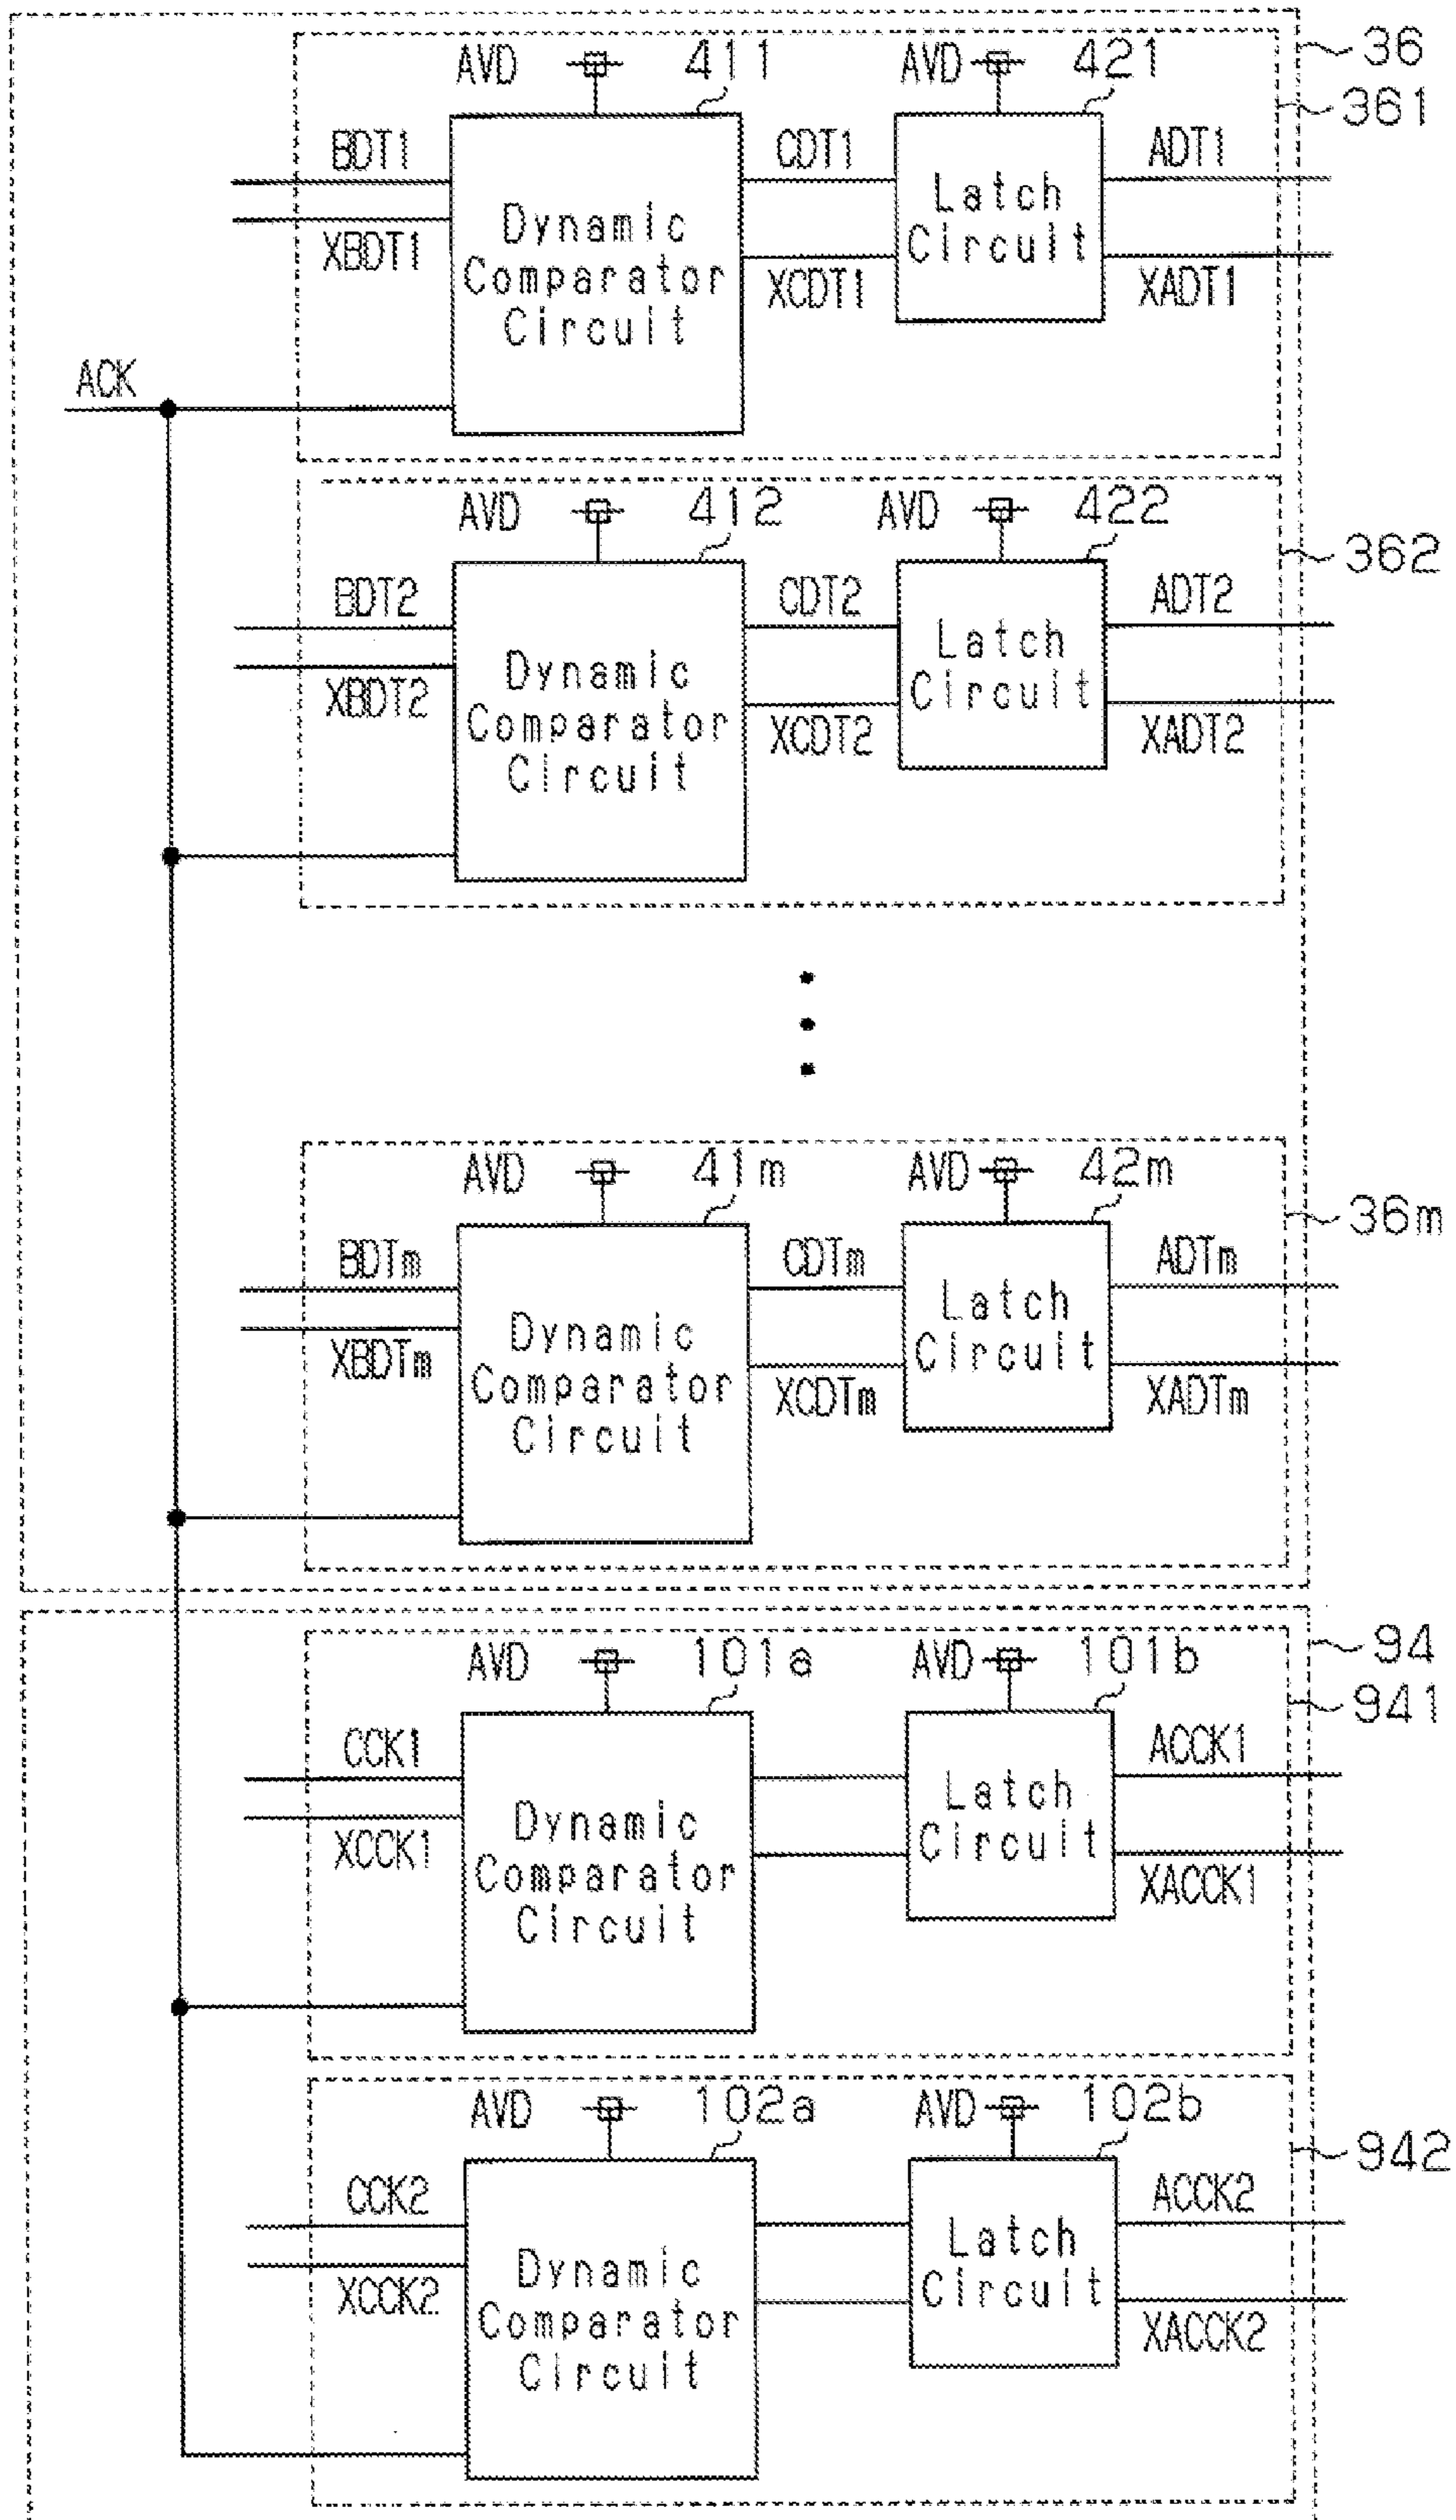 AVD 411 AVD 421 36
361
BDT1 CDT1 ADT1
XBDT1 XCDT1 XADT1
Dynamic
Comparator
Circuit
Latch
Circuit
ACK
AVD 412 AVD 422
362
BDT2 CDT2 ADT2
XBDT2 XCDT2 XADT2
Dynamic
Comparator
Circuit
Latch
Circuit
AVD 41m AVD 42m
36m
BDTm CDTm ADTm
XBDTm XCDTm XADTm
Dynamic
Comparator
Circuit
Latch
Circuit
AVD 101a AVD 101b 94
941
CCK1 ACCK1
XCCK1 XACCK1
Dynamic
Comparator
Circuit
Latch
Circuit
AVD 102a AVD 102b
942
CCK2 ACCK2
XCCK2 XACCK2
Dynamic
Comparator
Circuit
Latch
Circuit